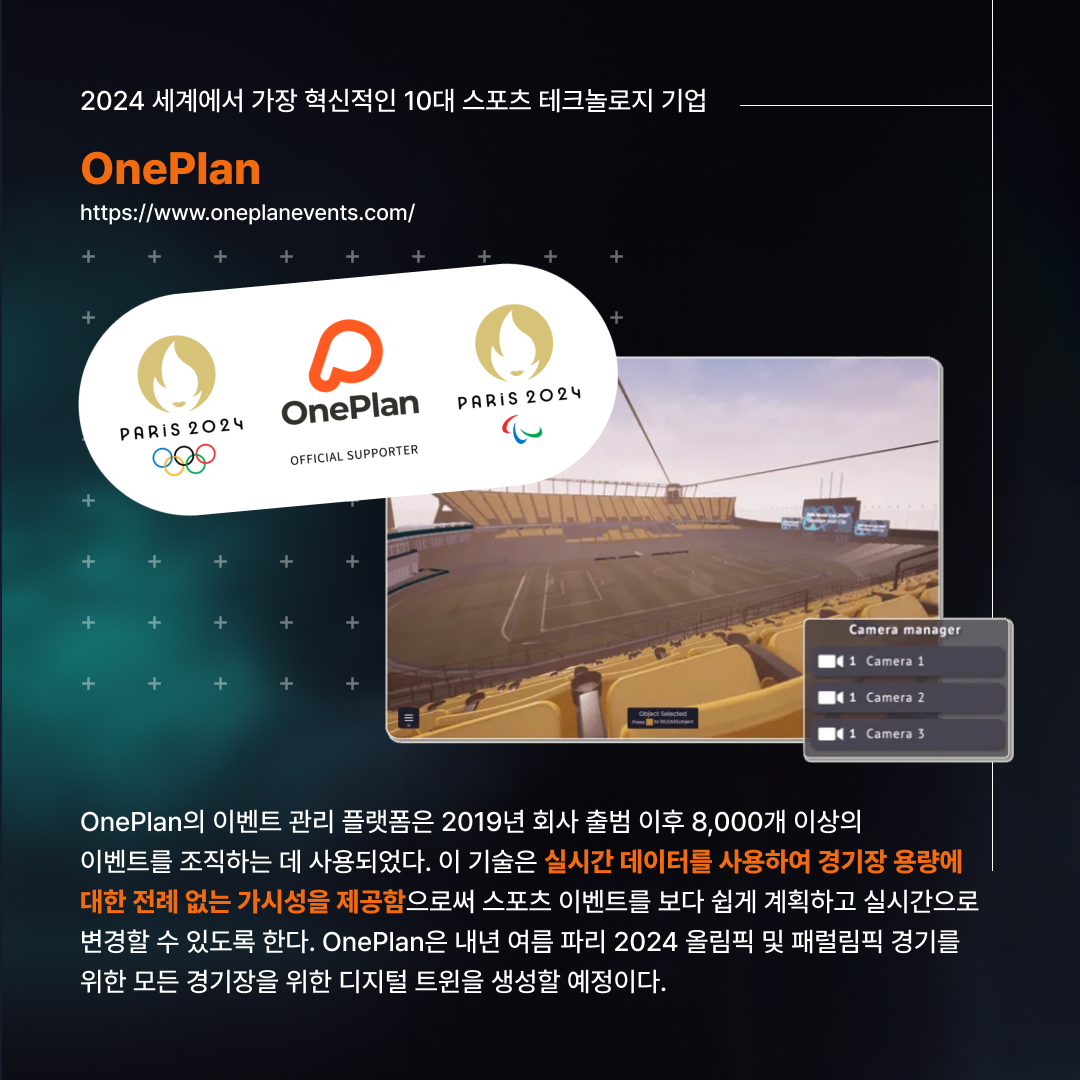 2024 세계에서 가장 혁신적인 10대 스포츠 테크놀로지 기업
OnePlan
https://www.oneplanevents.com/
PARIS 2024
OnePlan
OFFICIAL SUPPORTER
PARIS 2024
Object Selected
Camera manager
1 Camera 1
1 Camera 2
1 Camera 3
OnePlan의 이벤트 관리 플랫폼은 2019년 회사 출범 이후 8,000개 이상의
이벤트를 조직하는 데 사용되었다. 이 기술은 실시간 데이터를 사용하여 경기장 용량에
대한 전례 없는 가시성을 제공함으로써 스포츠 이벤트를 보다 쉽게 계획하고 실시간으로
변경할 수 있도록 한다. OnePlan은 내년 여름 파리 2024 올림픽 및 패럴림픽 경기를
위한 모든 경기장을 위한 디지털 트윈을 생성할 예정이다.